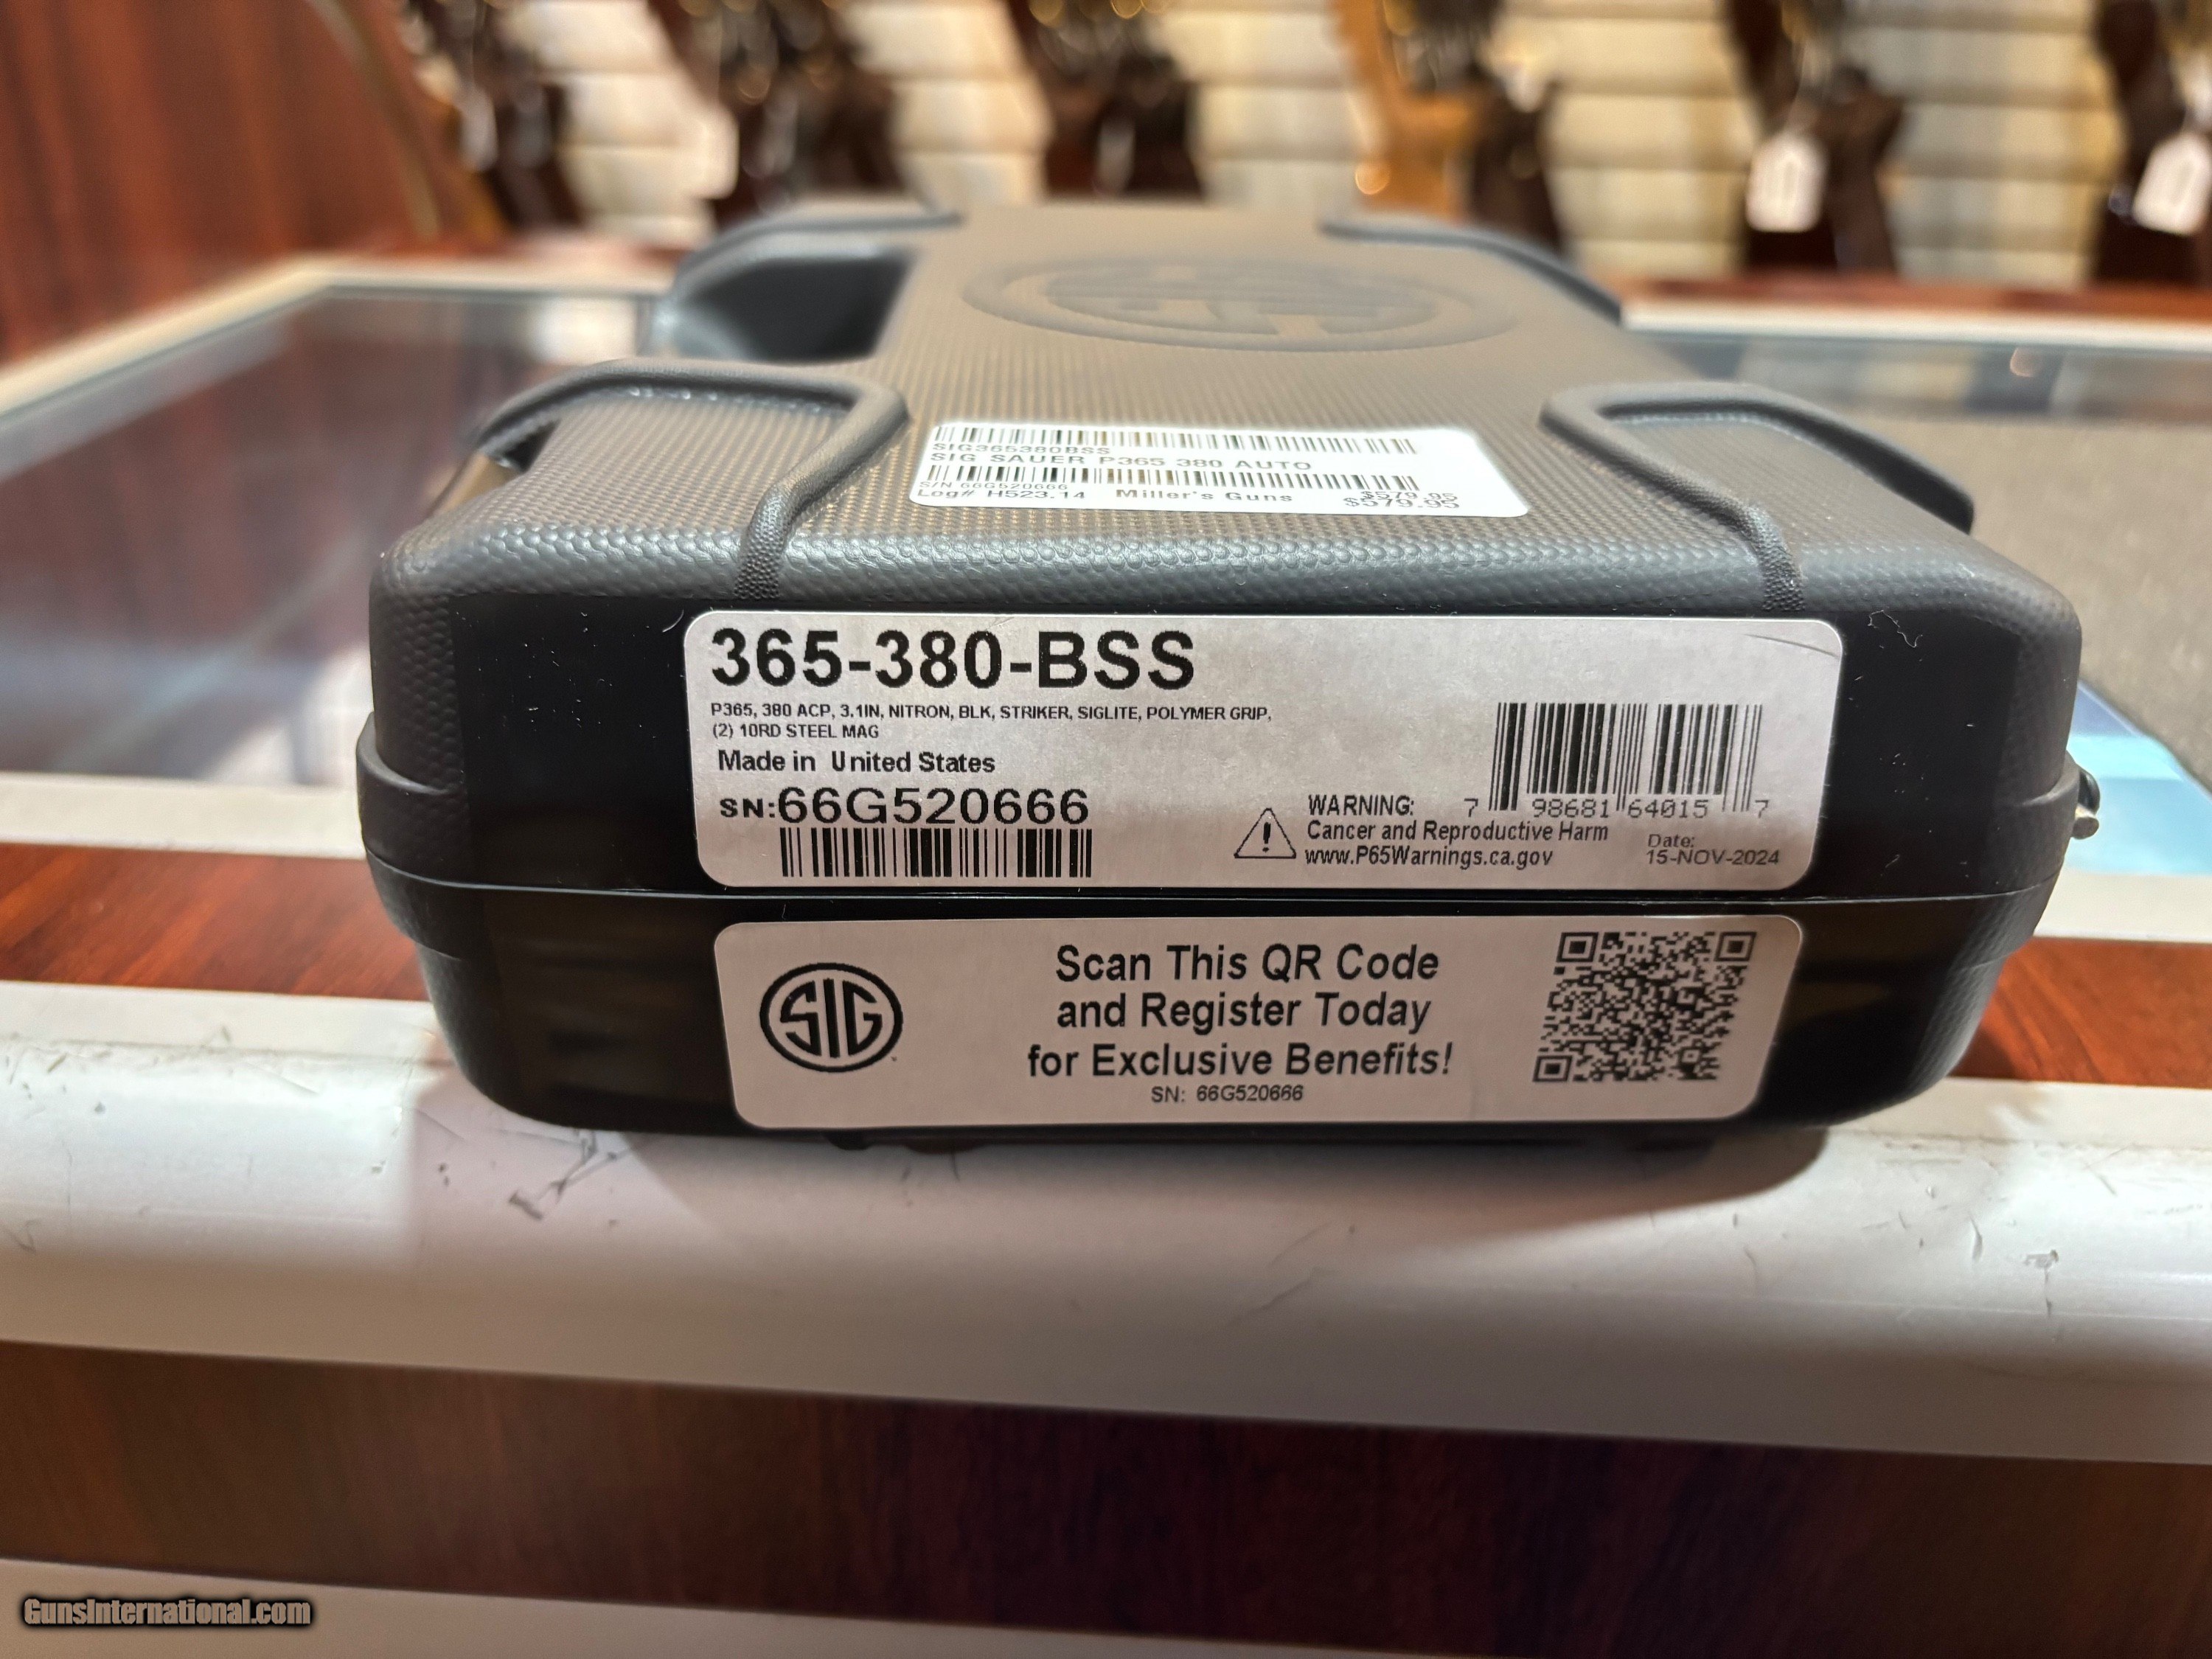 SIG365380BSS
SIG SAUER P365 380 AUTO
S/N 66G520666
Log# H523.14 Miller's Guns $579.95
$579.95
365-380-BSS
P365, 380 ACP, 3.1IN, NITRON, BLK, STRIKER, SIGLITE, POLYMER GRIP,
(2) 10RD STEEL MAG
Made in United States
SN:66G520666
WARNING:
Cancer and Reproductive Harm
www.P65Warnings.ca.gov
7 98681 64015 7
Date:
15-NOV-2024
SIG
Scan This QR Code
and Register Today
for Exclusive Benefits!
SN: 66G520666
GunsInternational.com